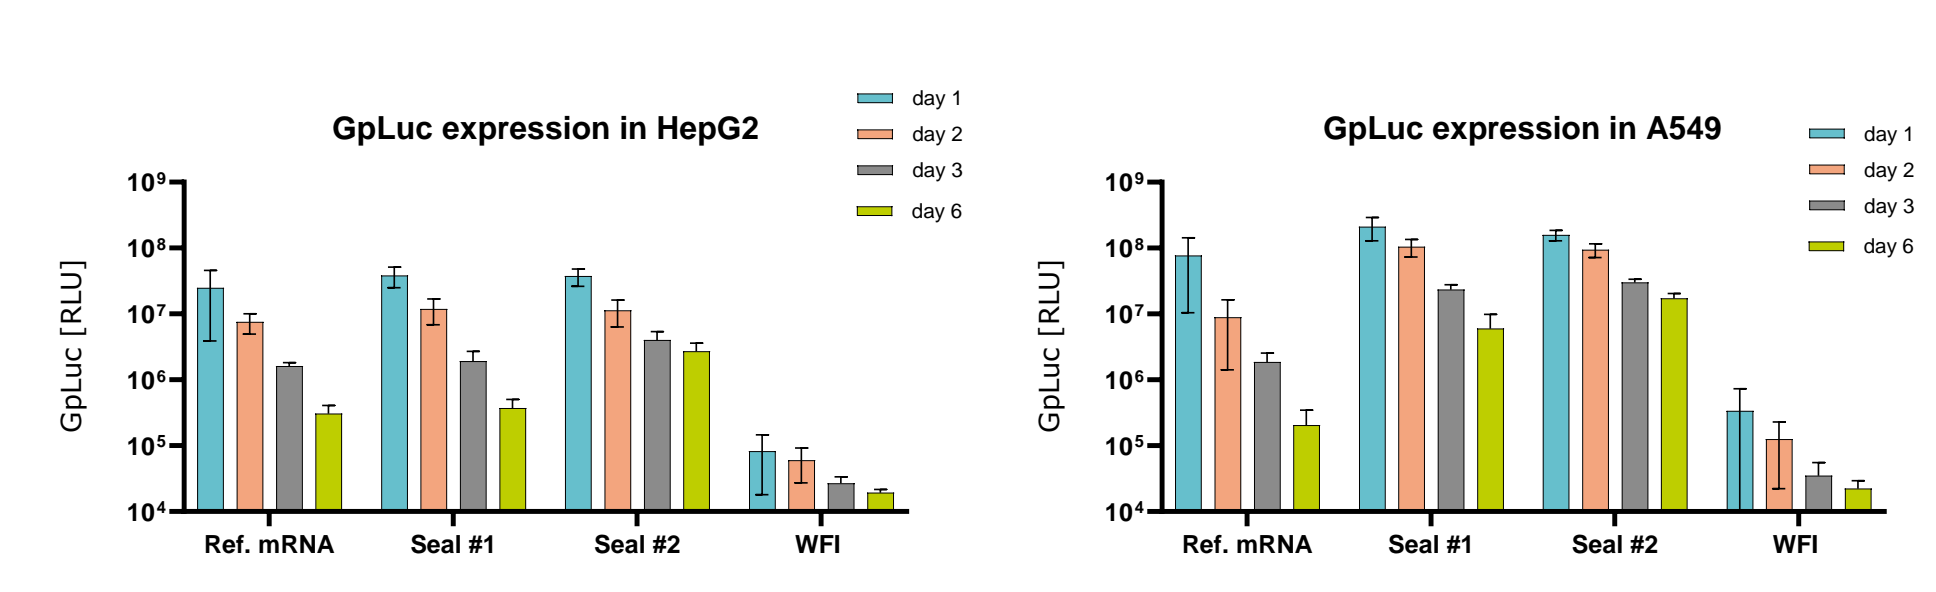 GpLuc expression in HepG2
day 1
day 2
day 3
day 6
GpLuc [RLU]
10⁹
10⁸
10⁷
10⁶
10⁵
10⁴
Ref. mRNA Seal #1 Seal #2 WFI
GpLuc expression in A549
day 1
day 2
day 3
day 6
GpLuc [RLU]
10⁹
10⁸
10⁷
10⁶
10⁵
10⁴
Ref. mRNA Seal #1 Seal #2 WFI